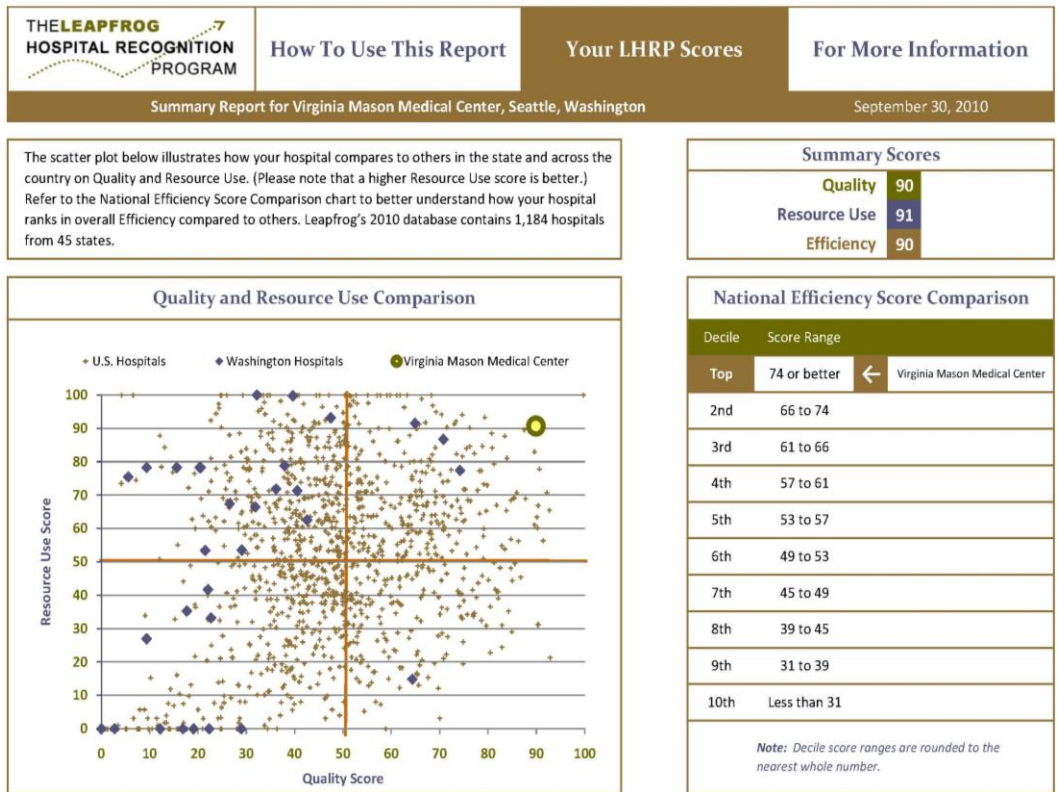 THELEAPFROG
HOSPITAL RECOGNITION
PROGRAM
How To Use This Report
Your LHRP Scores
For More Information
Summary Report for Virginia Mason Medical Center, Seattle, Washington
September 30, 2010
The scatter plot below illustrates how your hospital compares to others in the state and across the
country on Quality and Resource Use. (Please note that a higher Resource Use score is better.)
Refer to the National Efficiency Score Comparison chart to better understand how your hospital
ranks in overall Efficiency compared to others. Leapfrog's 2010 database contains 1,184 hospitals
from 45 states.
Summary Scores
Quality 90
Resource Use 91
Efficiency 90
Quality and Resource Use Comparison
U.S. Hospitals Washington Hospitals Virginia Mason Medical Center
100
90
80
70
60
50
40
30
20
10
0
Resource Use Score
0 10 20 30 40 50 60 70 80 90 100
Quality Score
National Efficiency Score Comparison
Decile Score Range
Top 74 or better ← Virginia Mason Medical Center
2nd 66 to 74
3rd 61 to 66
4th 57 to 61
5th 53 to 57
6th 49 to 53
7th 45 to 49
8th 39 to 45
9th 31 to 39
10th Less than 31
Note: Decile score ranges are rounded to the
nearest whole number.